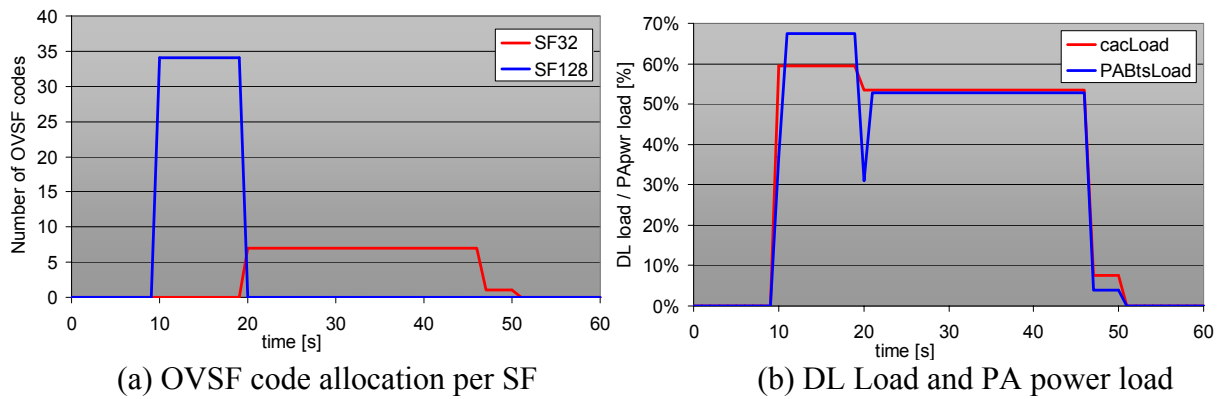 40
35
30
25
20
15
10
5
0
Number of OVSF codes
SF32
SF128
0 10 20 30 40 50 60
time [s]
(a) OVSF code allocation per SF
70%
60%
50%
40%
30%
20%
10%
0%
DL load / PApwr load [%]
cacLoad
PABtsLoad
0 10 20 30 40 50 60
time [s]
(b) DL Load and PA power load